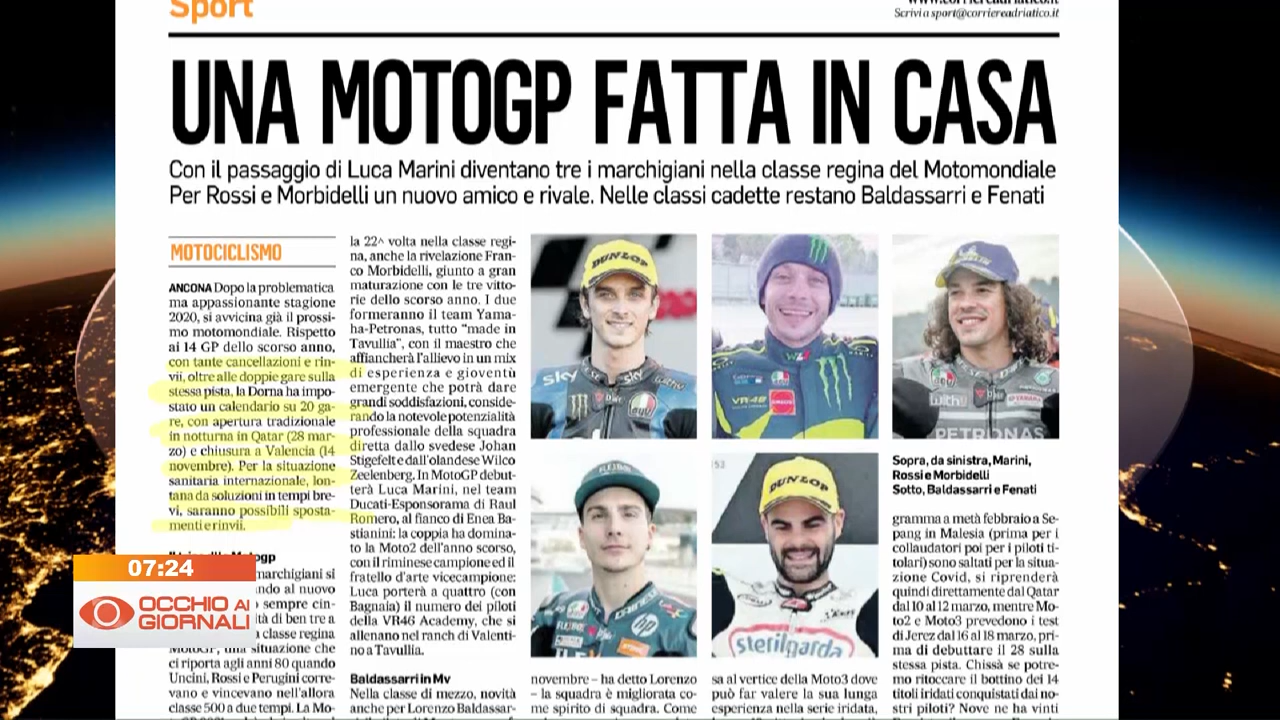 Sport
Scrivi a sport@corriereadriatico.it
UNA MOTOGP FATTA IN CASA
Con il passaggio di Luca Marini diventano tre i marchigiani nella classe regina del Motomondiale
Per Rossi e Morbidelli un nuovo amico e rivale. Nelle classi cadette restano Baldassarri e Fenati
MOTOCICLISMO
ANCONA Dopo la problematica
ma appassionante stagione
2020, si avvicina già il prossi-
mo motomondiale. Rispetto
ai 14 GP dello scorso anno,
con tante cancellazioni e rin-
vii, oltre alle doppie gare sulla
stessa pista, la Dorna ha impo-
stato un calendario su 20 ga-
re, con apertura tradizionale
in notturna in Qatar (28 mar-
zo) e chiusura a Valencia (14
novembre). Per la situazione
sanitaria internazionale, lon-
tana da soluzioni in tempi bre-
vi, saranno possibili sposta-
menti e rinvii.
marchigiani si
ando al nuovo
sempre cin-
ità di ben tre a
a classe regina
MotoGP, una situazione che
ci riporta agli anni 80 quando
Uncini, Rossi e Perugini corre-
vano e vincevano nell'allora
classe 500 a due tempi. La Mo-
la 22^ volta nella classe regi-
na, anche la rivelazione Fran-
co Morbidelli, giunto a gran
maturazione con le tre vitto-
rie dello scorso anno. I due
formeranno il team Yama-
ha-Petronas, tutto “made in
Tavullia”, con il maestro che
affiancherà l'allievo in un mix
di esperienza e gioventù
emergente che potrà dare
grandi soddisfazioni, conside-
rando la notevole potenzialità
professionale della squadra
diretta dallo svedese Johan
Stigefelt e dall'olandese Wilco
Zeelenberg. In MotoGP debut-
terà Luca Marini, nel team
Ducati-Esponsorama di Raul
Romero, al fianco di Enea Ba-
stianini: la coppia ha domina-
to la Moto2 dell'anno scorso,
con il riminese campione ed il
fratello d'arte vicecampione:
Luca porterà a quattro (con
Bagnaia) il numero dei piloti
della VR46 Academy, che si
allenano nel ranch di Valenti-
no a Tavullia.
Baldassarri in Mv
Nella classe di mezzo, novità
anche per Lorenzo Baldassar-
DUNLOP
SKY
SKY
VR46
PETRONAS
YAMAHA
DUNLOP
hp
sterilgarda
novembre – ha detto Lorenzo
– la squadra è migliorata co-
me spirito di squadra. Come
sa al vertice della Moto3 dove
può far valere la sua lunga
esperienza nella serie iridata,
Sopra, da sinistra, Marini,
Rossi e Morbidelli
Sotto, Baldassarri e Fenati
gramma a metà febbraio a Se-
pang in Malesia (prima per i
collaudatori poi per i piloti ti-
tolari) sono saltati per la situa-
zione Covid, si riprenderà
quindi direttamente dal Qatar
dal 10 al 12 marzo, mentre Mo-
to2 e Moto3 prevedono i test
di Jerez dal 16 al 18 marzo, pri-
ma di debuttare il 28 sulla
stessa pista. Chissà se potre-
mo ritoccare il bottino dei 14
titoli iridati conquistati dai no-
stri piloti? Nove ne ha vinti
07:24
OCCHIO AI
GIORNALI